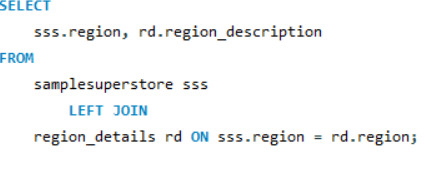 SELECT
sss.region, rd.region_description
FROM
samplesuperstore sss
LEFT JOIN
region_details rd ON sss.region = rd.region;